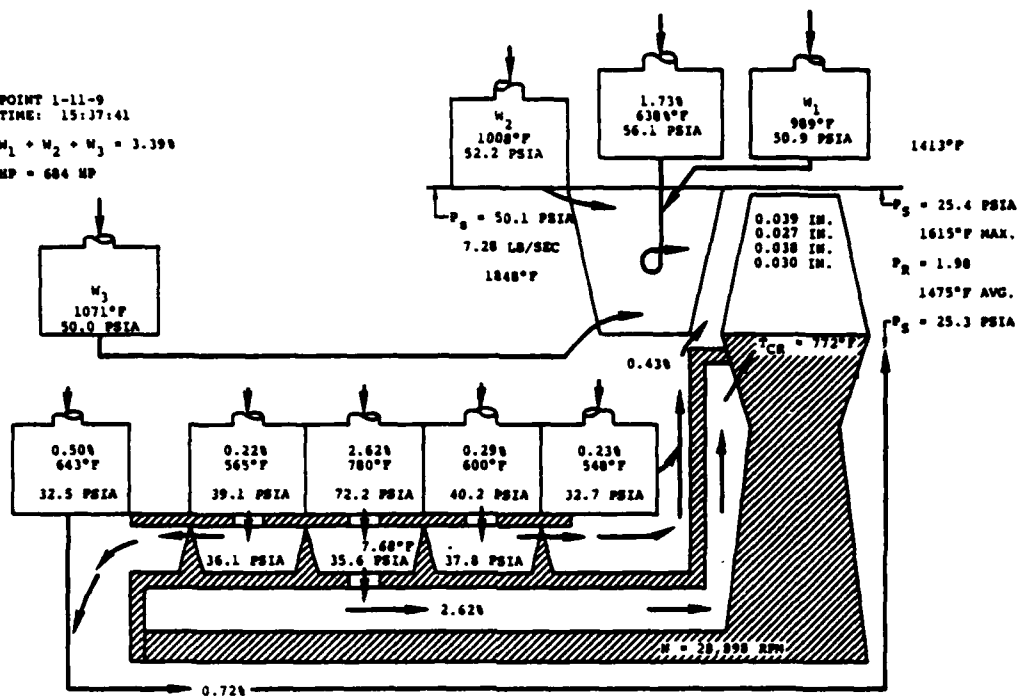 POINT 1-11-9
TIME: 15:37:41
W1 + W2 + W3 = 3.39%
HP = 684 HP
W2
1008°F
52.2 PSIA
1.73%
638%°F
56.1 PSIA
W1
989°F
50.9 PSIA
1413°F
PS = 50.1 PSIA
7.28 LB/SEC
1848°F
0.039 IN.
0.027 IN.
0.038 IN.
0.030 IN.
PS = 25.4 PSIA
1615°F MAX.
PR = 1.98
1475°F AVG.
PS = 25.3 PSIA
W3
1071°F
50.0 PSIA
0.43%
TCR = 772°F
0.50%
643°F
32.5 PSIA
0.22%
565°F
39.1 PSIA
2.62%
780°F
72.2 PSIA
0.29%
600°F
40.2 PSIA
0.23%
548°F
32.7 PSIA
36.1 PSIA
7.68°F
35.6 PSIA
37.8 PSIA
2.62%
N = 28,898 RPM
0.72%